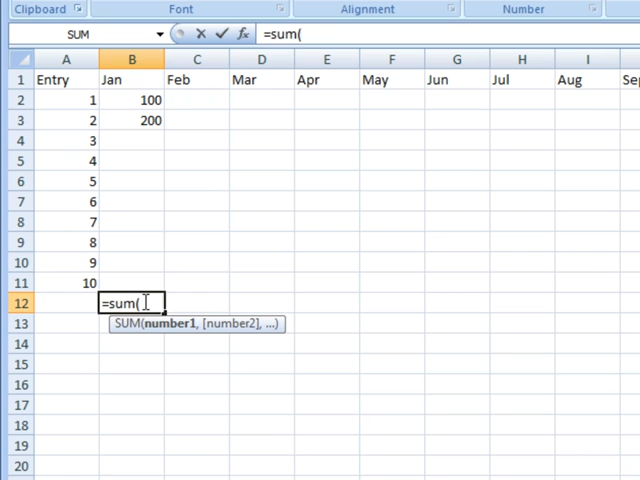 Clipboard Font Alignment Number
SUM =sum(
A B C D E F G H I
1 Entry Jan Feb Mar Apr May Jun Jul Aug Sep
2 1 100
3 2 200
4 3
5 4
6 5
7 6
8 7
9 8
10 9
11 10
12 =sum(
13 SUM(number1, [number2], ...)
14
15
16
17
18
19
20